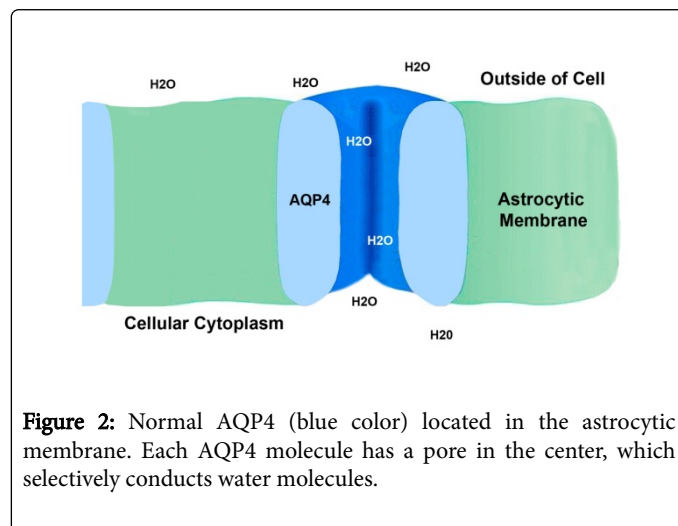 H2O
H2O
H2O
Outside of Cell
H2O
AQP4
Astrocytic
Membrane
H2O
H2O
Cellular Cytoplasm
H20
Figure 2: Normal AQP4 (blue color) located in the astrocytic
membrane. Each AQP4 molecule has a pore in the center, which
selectively conducts water molecules.